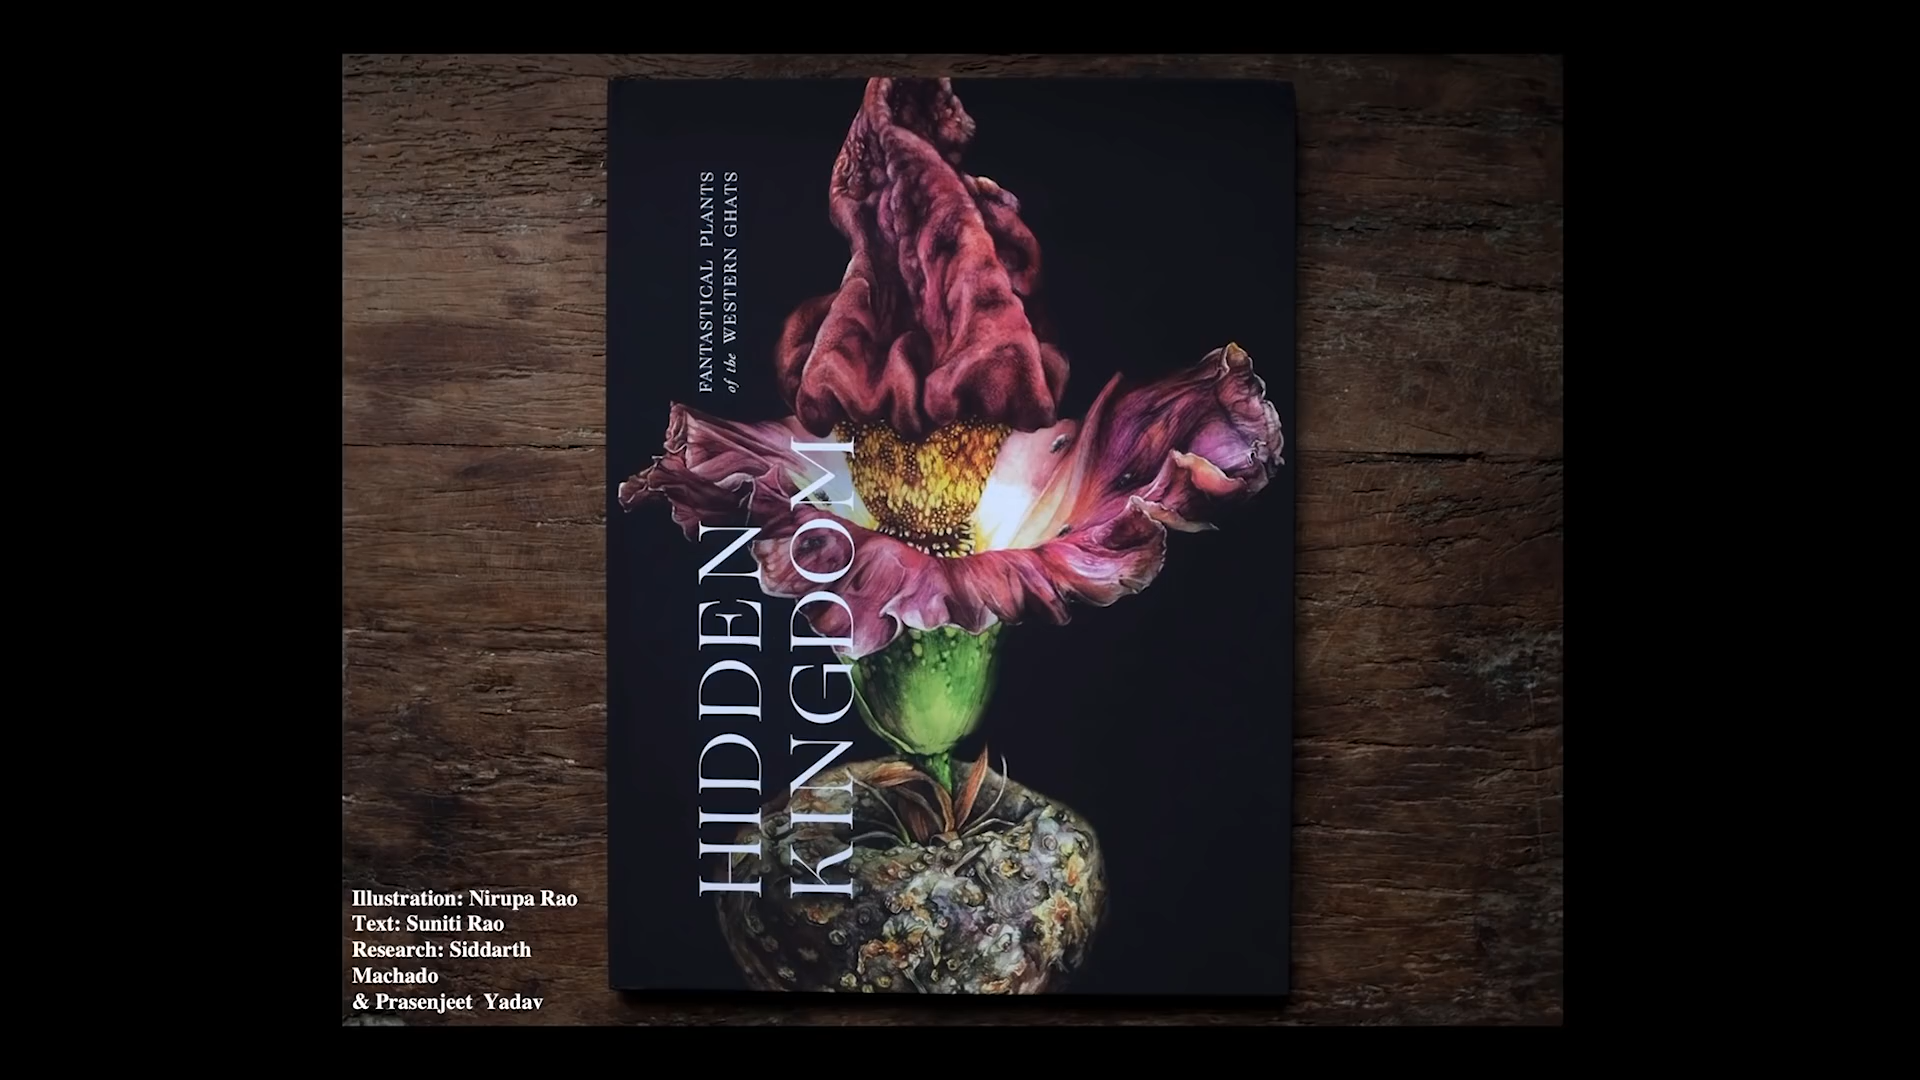 HIDDEN
KINGDOM
FANTASTICAL PLANTS
of the WESTERN GHATS
Illustration: Nirupa Rao
Text: Suniti Rao
Research: Siddarth
Machado
& Prasenjeet Yadav